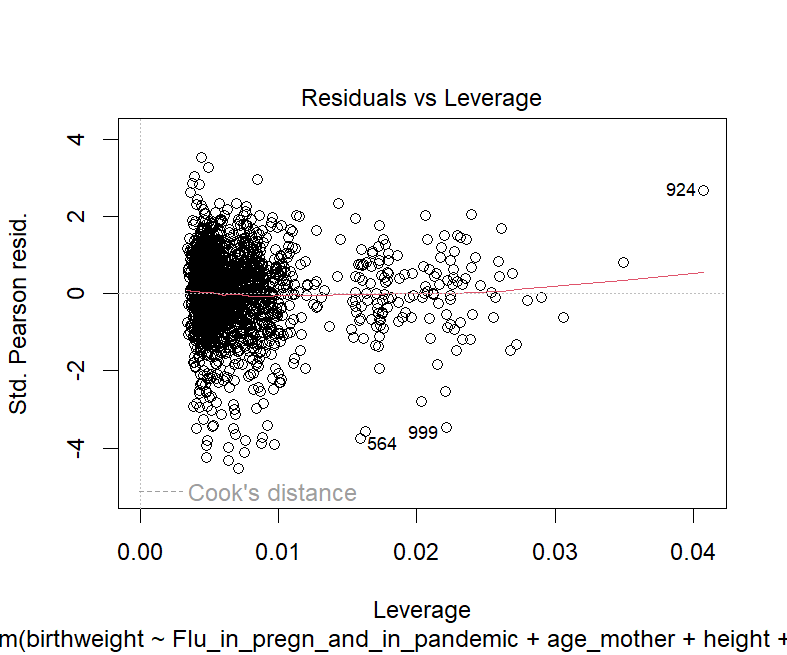 Residuals vs Leverage
Std. Pearson resid.
4
2
0
-2
-4
924
999
564
Cook's distance
0.00 0.01 0.02 0.03 0.04
Leverage
m(birthweight ~ Flu_in_pregn_and_in_pandemic + age_mother + height +